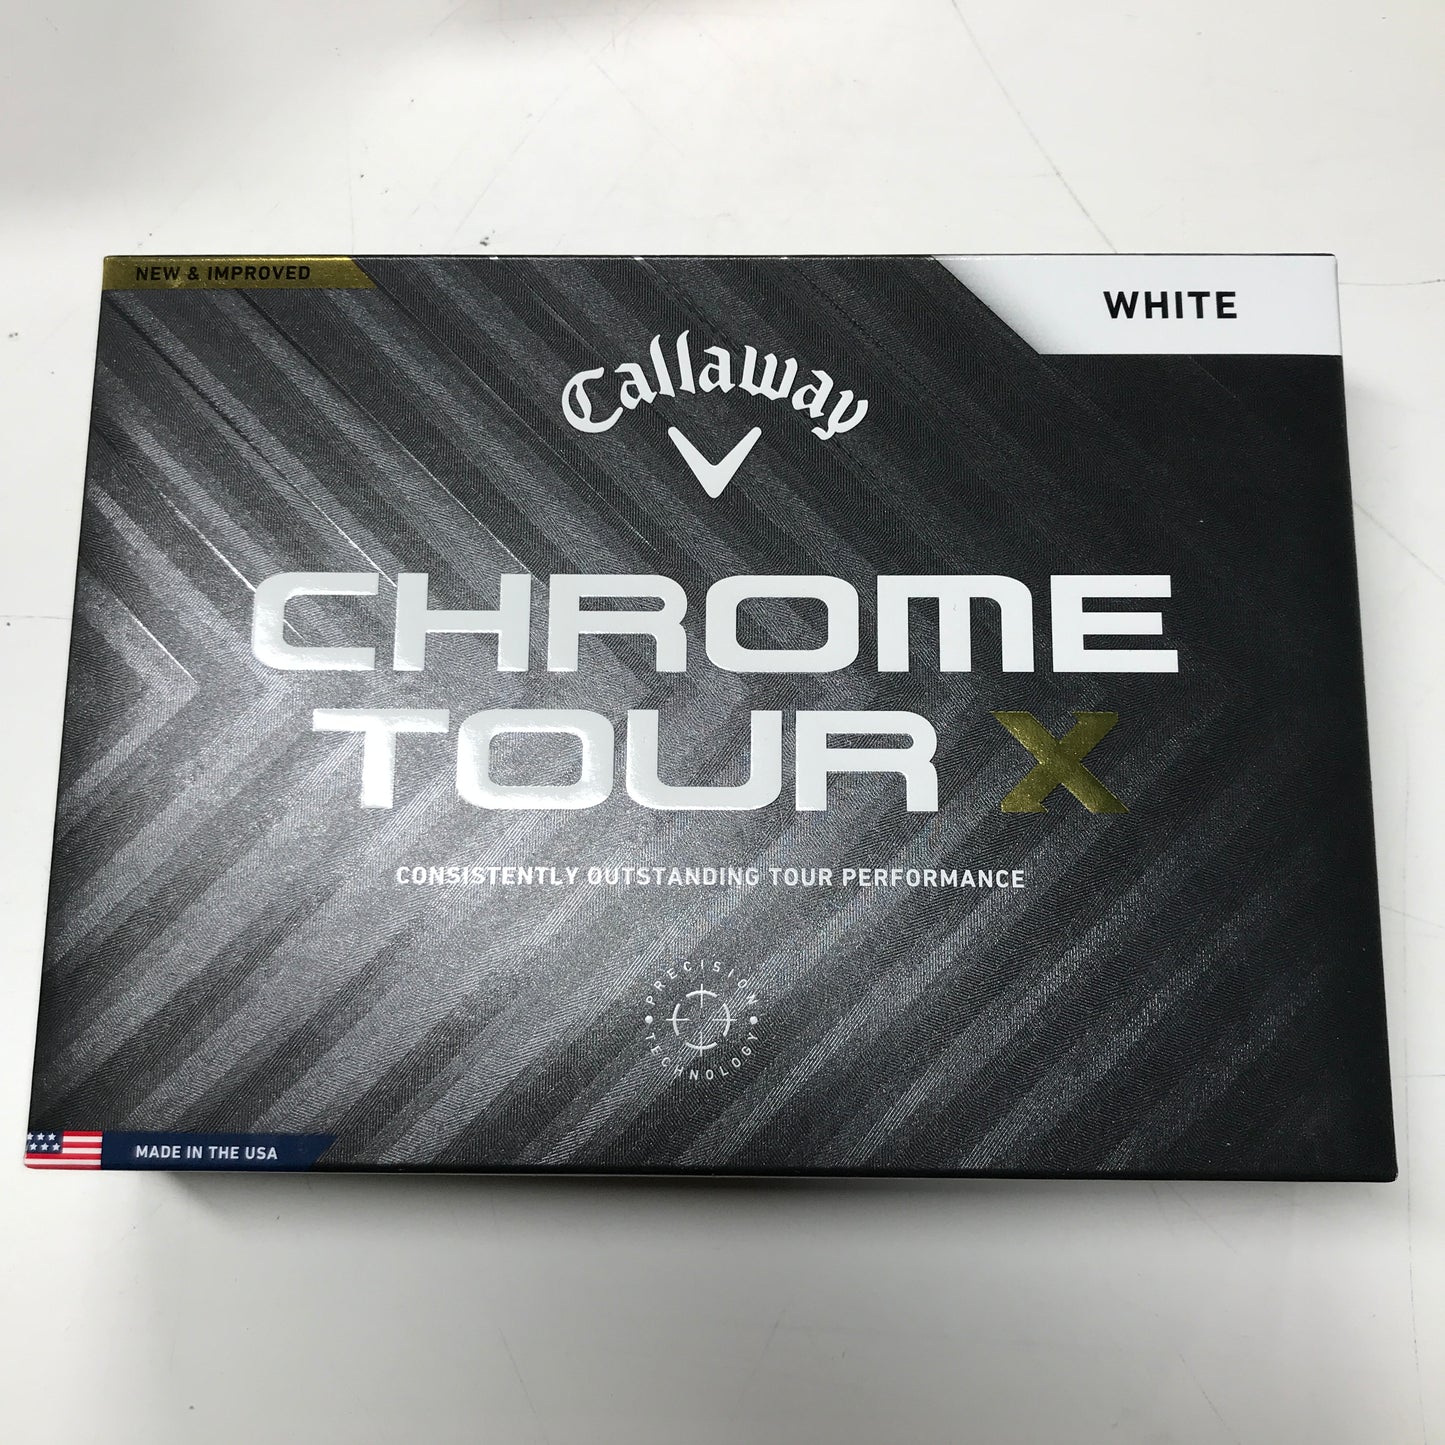 NEW & IMPROVED
WHITE
Callaway
CHROME
TOUR X
CONSISTENTLY OUTSTANDING TOUR PERFORMANCE
PRECISION
TECHNOLOGY
MADE IN THE USA